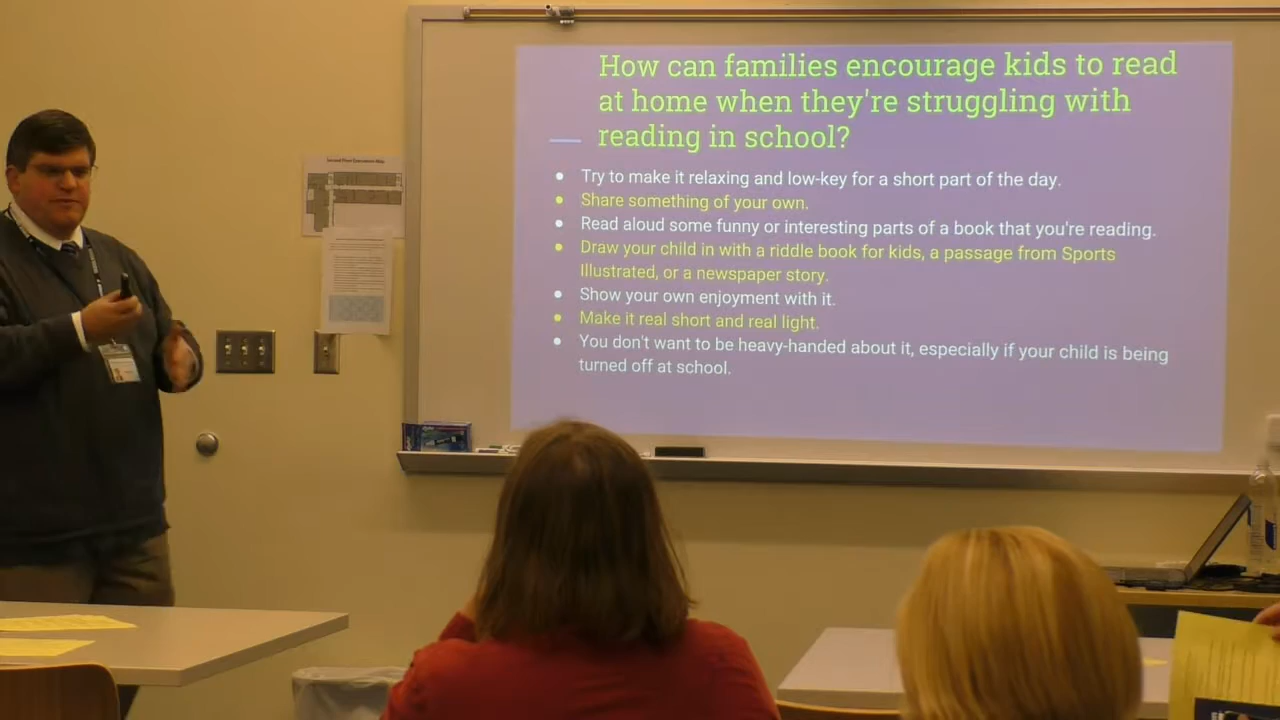 How can families encourage kids to read
at home when they're struggling with
reading in school?
Try to make it relaxing and low-key for a short part of the day.
Share something of your own.
Read aloud some funny or interesting parts of a book that you're reading.
Draw your child in with a riddle book for kids, a passage from Sports
Illustrated, or a newspaper story.
Show your own enjoyment with it.
Make it real short and real light.
You don't want to be heavy-handed about it, especially if your child is being
turned off at school.